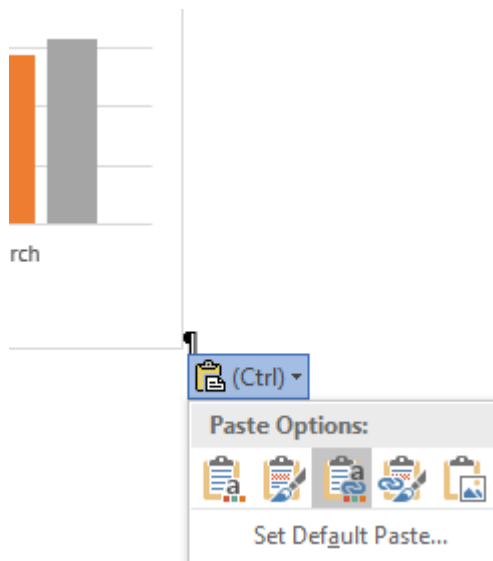 rch
¶
(Ctrl)
Paste Options:
a a
Set Default Paste...